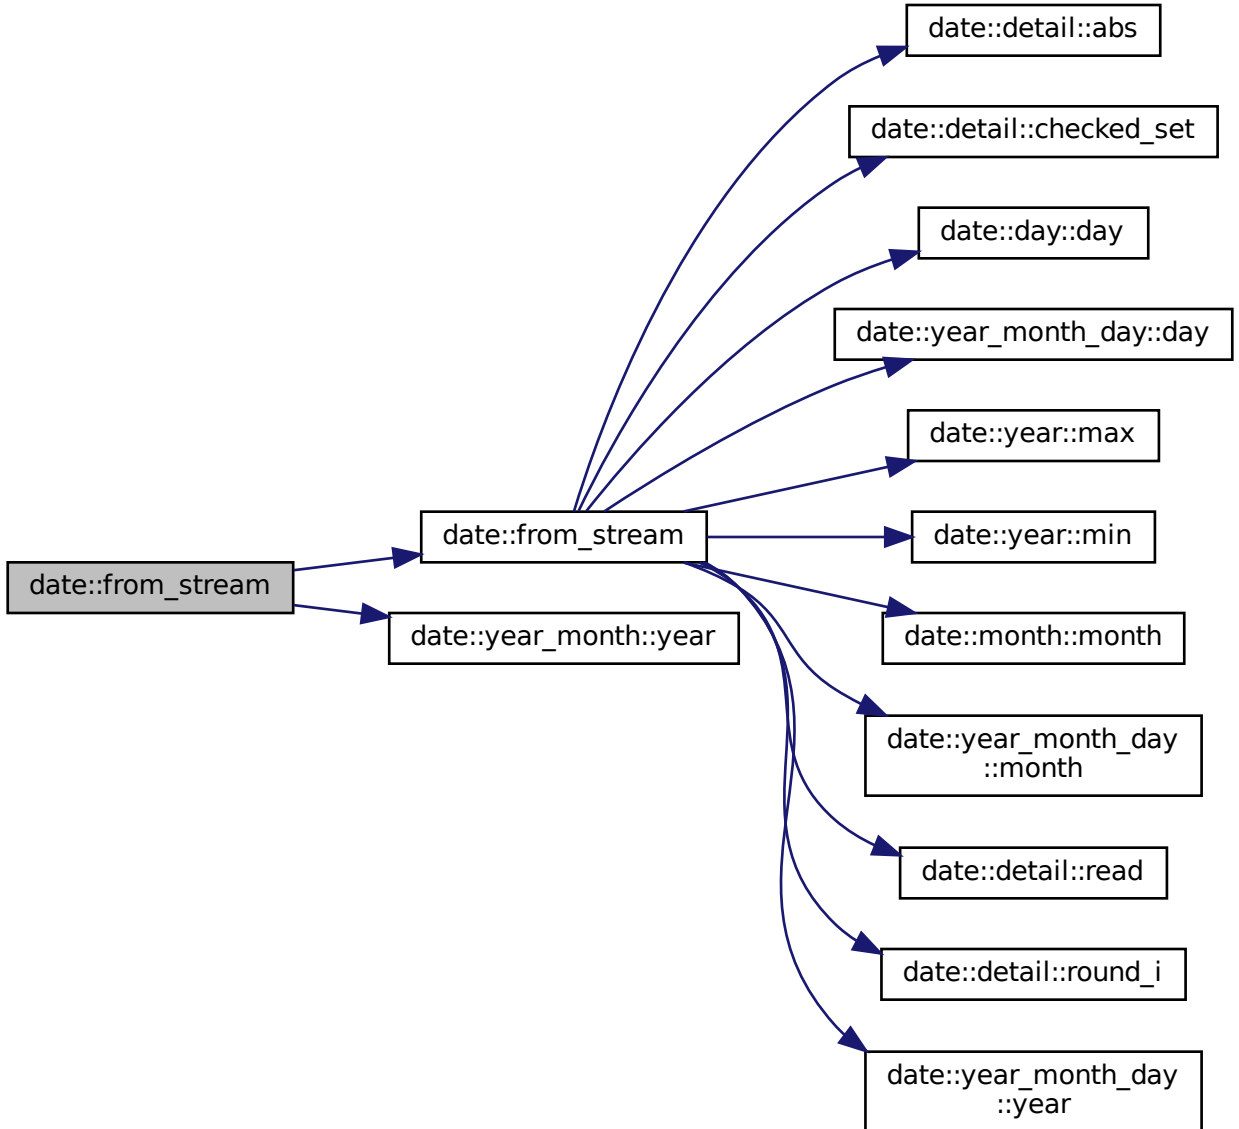 date::detail::abs
date::detail::checked_set
date::day::day
date::year_month_day::day
date::year::max
date::from_stream
date::year::min
date::from_stream
date::year_month::year
date::month::month
date::year_month_day
::month
date::detail::read
date::detail::round_i
date::year_month_day
::year